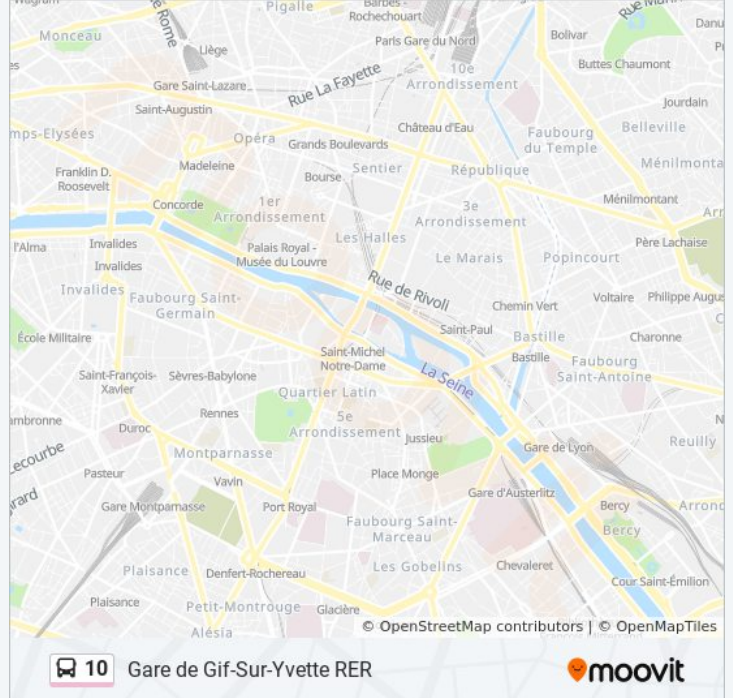 Pigalle
Barbès -
Rochechouart
Rue de Rome
Monceau
Liège
Paris Gare du Nord
Bolivar
Buttes Chaumont
Gare Saint-Lazare
Rue La Fayette
10e
Arrondissement
Saint-Augustin
Jourdain
mps-Elysées
Opéra
Grands Boulevards
Château d'Eau
Faubourg
du Temple
Belleville
Madeleine
Franklin D.
Roosevelt
Bourse
Sentier
République
Ménilmonta
Concorde
1er
Arrondissement
3e
Arrondissement
Ménilmontant
Arr
l'Alma
Invalides
Palais Royal -
Musée du Louvre
Les Halles
Père Lachaise
Invalides
Le Marais
Popincourt
Invalides
Faubourg Saint-
Germain
Rue de Rivoli
Chemin Vert
Voltaire
Philippe Augus
École Militaire
Saint-Paul
Bastille
Charonne
Saint-Michel
Notre-Dame
Bastille
Faubourg
Saint-Antoine
Saint-François-
Xavier
Sèvres-Babylone
La Seine
Quartier Latin
ambronne
Rennes
5e
Arrondissement
Duroc
Jussieu
Gare de Lyon
Reuilly
Lecourbe
Montparnasse
Pasteur
Vavin
Place Monge
Gare d'Austerlitz
Gare Montparnasse
Port Royal
Bercy
Arrond
Faubourg Saint-
Marceau
Bercy
Plaisance
Denfert-Rochereau
Les Gobelins
Chevaleret
Cour Saint-Émilion
Plaisance
Petit-Montrouge
Glacière
Alésia
© OpenStreetMap contributors | © OpenMapTiles
10 Gare de Gif-Sur-Yvette RER
moovit